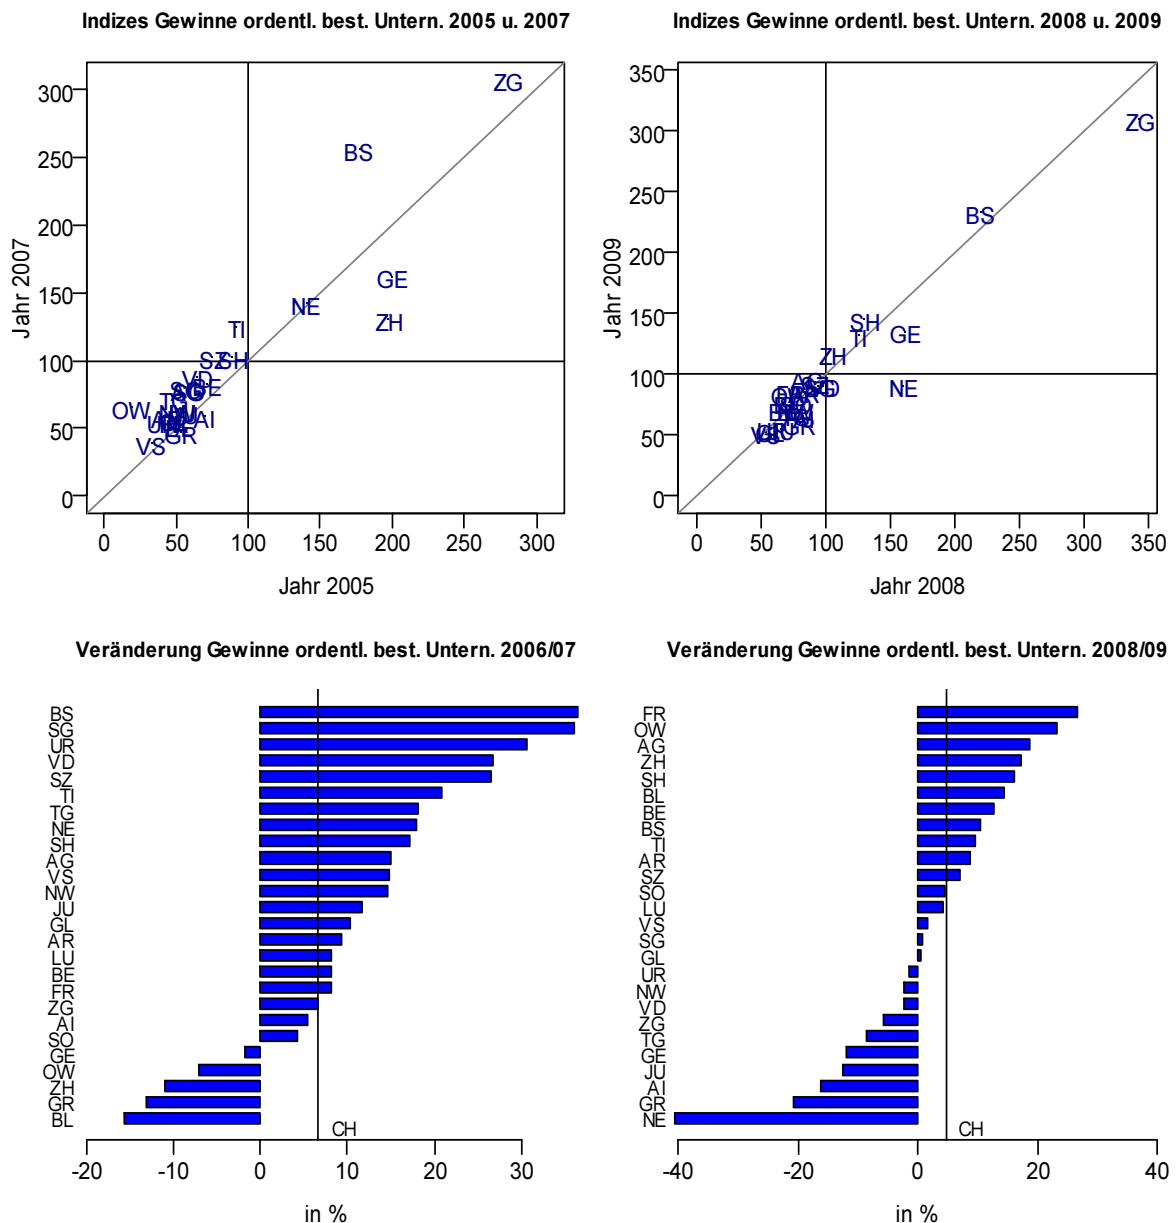 Indizes Gewinne ordentl. best. Untern. 2005 u. 2007
Jahr 2007
300
250
200
150
100
50
0
ZG
BS
GE
NE
ZH
TI
SZ
SH
VD
OW
AI
GR
VS
0 50 100 150 200 250 300
Jahr 2005
Indizes Gewinne ordentl. best. Untern. 2008 u. 2009
Jahr 2009
350
300
250
200
150
100
50
0
ZG
BS
SH
TI
GE
ZH
NE
GR
0 50 100 150 200 250 300 350
Jahr 2008
Veränderung Gewinne ordentl. best. Untern. 2006/07
BS
SG
UR
VD
SZ
TI
TG
NE
SH
AG
VS
NW
JU
GL
AR
LU
BE
FR
ZG
AI
SO
GE
OW
ZH
GR
BL
CH
-20 -10 0 10 20 30
in %
Veränderung Gewinne ordentl. best. Untern. 2008/09
FR
OW
AG
ZH
SH
BL
BE
BS
TI
AR
SZ
SO
LU
VS
SG
GL
UR
NW
VD
ZG
TG
GE
JU
AI
GR
NE
CH
-40 -20 0 20 40
in %